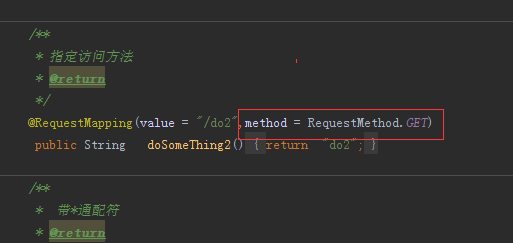 /**
* 指定访问方法
* @return
*/
@RequestMapping(value = "/do2",method = RequestMethod.GET)
public String doSomeThing2() { return "do2"; }
/**
* 带*通配符
* @return